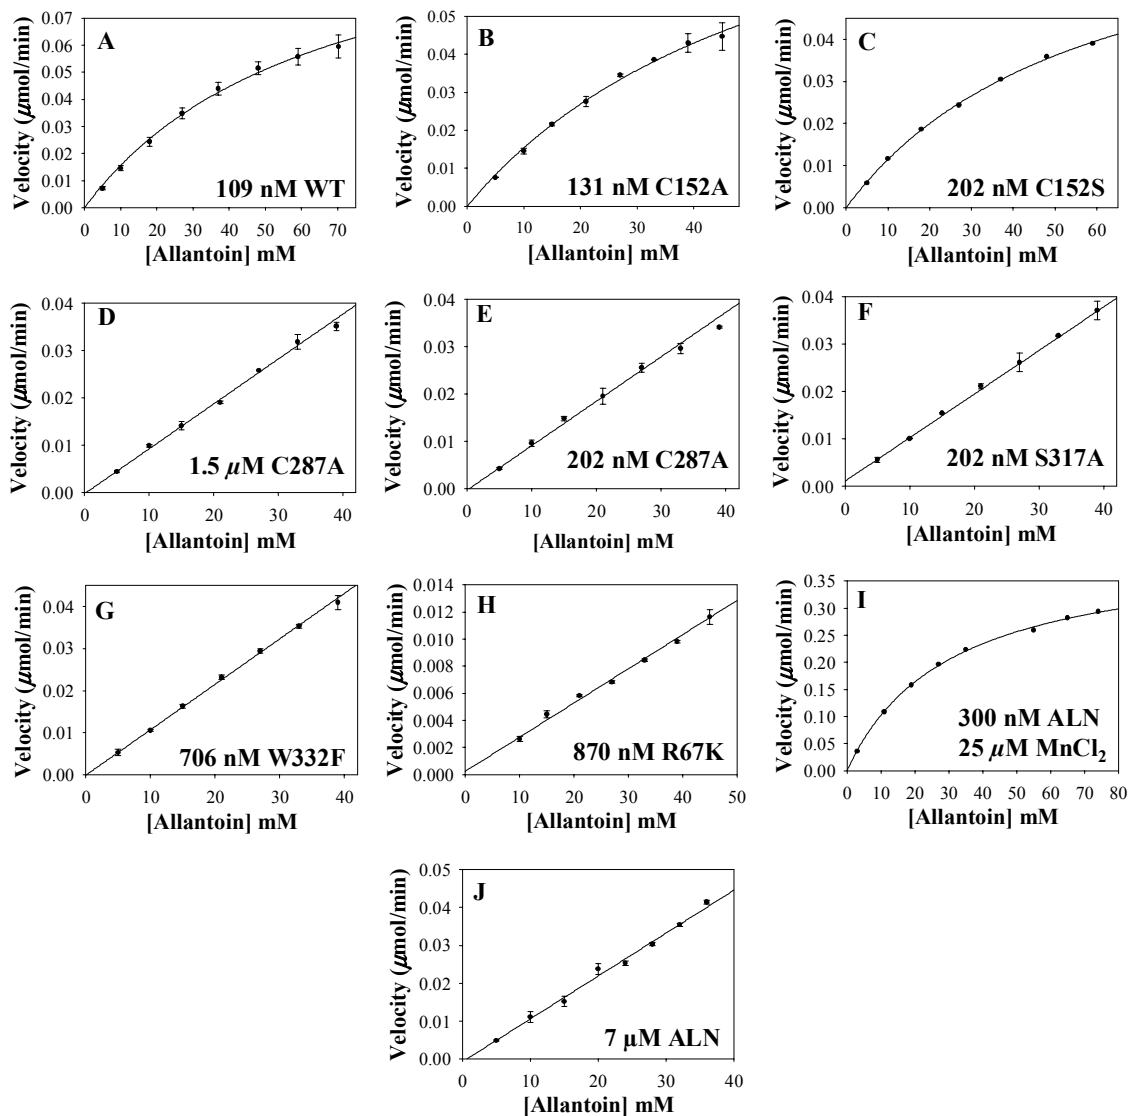 A
Velocity (μmol/min)
0.07
0.06
0.05
0.04
0.03
0.02
0.01
0.00
109 nM WT
0 10 20 30 40 50 60 70
[Allantoin] mM
B
Velocity (μmol/min)
0.05
0.04
0.03
0.02
0.01
0.00
131 nM C152A
0 10 20 30 40
[Allantoin] mM
C
Velocity (μmol/min)
0.04
0.03
0.02
0.01
0.00
202 nM C152S
0 10 20 30 40 50 60
[Allantoin] mM
D
Velocity (μmol/min)
0.04
0.03
0.02
0.01
0.00
1.5 μM C287A
0 10 20 30 40
[Allantoin] mM
E
Velocity (μmol/min)
0.04
0.03
0.02
0.01
0.00
202 nM C287A
0 10 20 30 40
[Allantoin] mM
F
Velocity (μmol/min)
0.04
0.03
0.02
0.01
0.00
202 nM S317A
0 10 20 30 40
[Allantoin] mM
G
Velocity (μmol/min)
0.04
0.03
0.02
0.01
0.00
706 nM W332F
0 10 20 30 40
[Allantoin] mM
H
Velocity (μmol/min)
0.014
0.012
0.010
0.008
0.006
0.004
0.002
0.000
870 nM R67K
0 10 20 30 40 50
[Allantoin] mM
I
Velocity (μmol/min)
0.35
0.30
0.25
0.20
0.15
0.10
0.05
0.00
300 nM ALN
25 μM MnCl₂
0 10 20 30 40 50 60 70 80
[Allantoin] mM
J
Velocity (μmol/min)
0.05
0.04
0.03
0.02
0.01
0.00
7 μM ALN
0 10 20 30 40
[Allantoin] mM